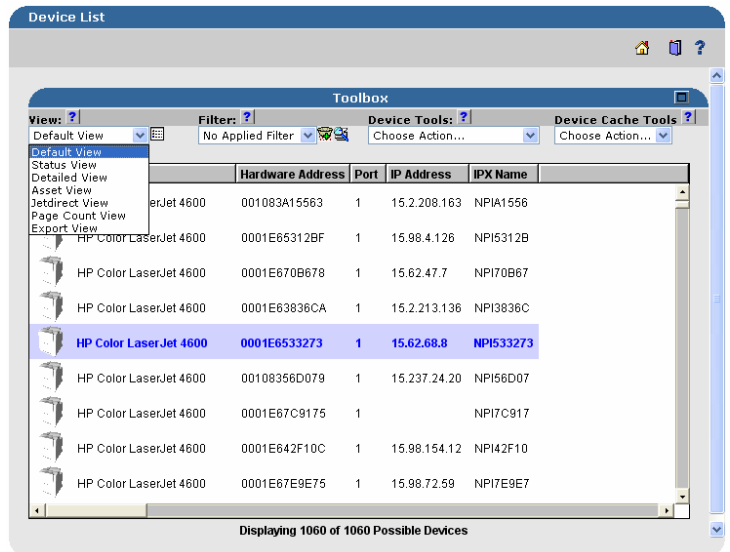 Device List
?
Toolbox
View: ? Filter: ? Device Tools: ? Device Cache Tools ?
Default View No Applied Filter Choose Action... Choose Action...
Default View
Status View
Detailed View
Asset View
Jetdirect View
Page Count View
Export View
Hardware Address Port IP Address IPX Name
erJet 4600 001083A15563 1 15.2.208.163 NPIA1556
HP Color LaserJet 4600 0001E65312BF 1 15.98.4.126 NPI5312B
HP Color LaserJet 4600 0001E670B678 1 15.62.47.7 NPI70B67
HP Color LaserJet 4600 0001E63836CA 1 15.2.213.136 NPI3836C
HP Color LaserJet 4600 0001E6533273 1 15.62.68.8 NPI533273
HP Color LaserJet 4600 00108356D079 1 15.237.24.20 NPI56D07
HP Color LaserJet 4600 0001E67C9175 1 NPI7C917
HP Color LaserJet 4600 0001E642F10C 1 15.98.154.12 NPI42F10
HP Color LaserJet 4600 0001E67E9E75 1 15.98.72.59 NPI7E9E7
Displaying 1060 of 1060 Possible Devices